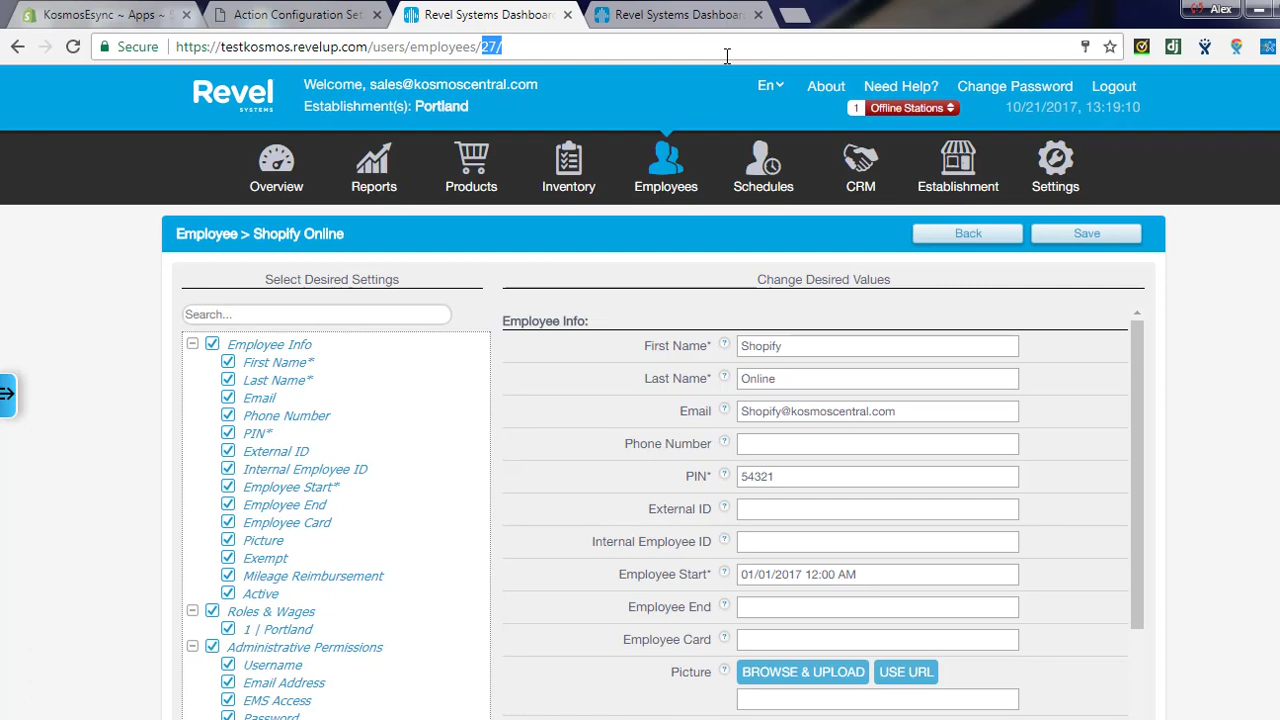 KosmosEsync ~ Apps ~ S
Action Configuration Set
Revel Systems Dashboard
Revel Systems Dashboard
Alex
Secure
https://testkosmos.revelup.com/users/employees/27/
Revel
SYSTEMS
Welcome, sales@kosmoscentral.com
Establishment(s): Portland
En
About
Need Help?
Change Password
Logout
1 Offline Stations
10/21/2017, 13:19:10
Overview
Reports
Products
Inventory
Employees
Schedules
CRM
Establishment
Settings
Employee > Shopify Online
Back
Save
Select Desired Settings
Change Desired Values
Search...
Employee Info
First Name*
Last Name*
Email
Phone Number
PIN*
External ID
Internal Employee ID
Employee Start*
Employee End
Employee Card
Picture
Exempt
Mileage Reimbursement
Active
Roles & Wages
1 | Portland
Administrative Permissions
Username
Email Address
EMS Access
Password
Employee Info:
First Name* ? Shopify
Last Name* ? Online
Email ? Shopify@kosmoscentral.com
Phone Number ?
PIN* ? 54321
External ID ?
Internal Employee ID ?
Employee Start* ? 01/01/2017 12:00 AM
Employee End ?
Employee Card ?
Picture ? BROWSE & UPLOAD USE URL